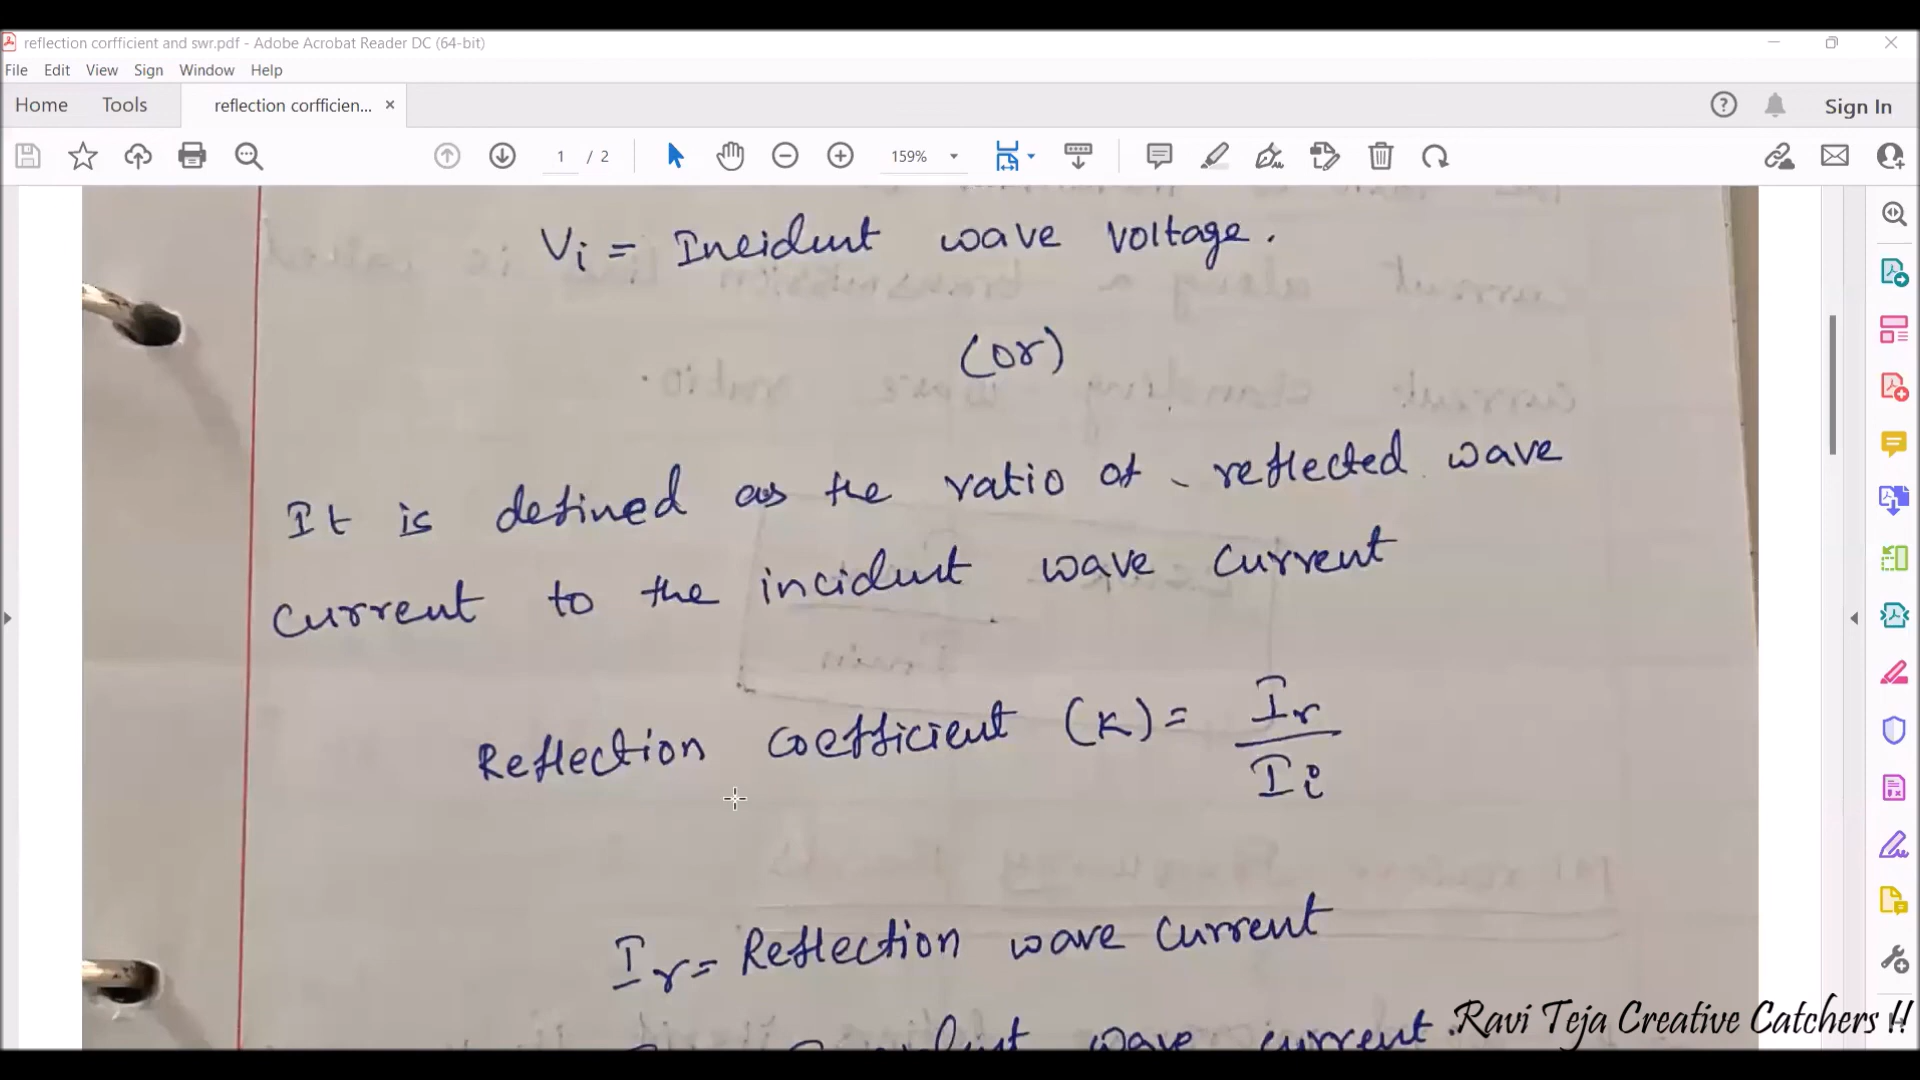 reflection corfficient and swr.pdf - Adobe Acrobat Reader DC (64-bit)
File Edit View Sign Window Help
Home Tools reflection corfficien... × Sign In
1 / 2 159%
Vi = Incident wave voltage.
(or)
It is defined as the ratio of reflected wave
current to the incident wave current
Reflection Coefficient (K) = Ir
Ii
Ir = Reflection wave current
wave current.
Ravi Teja Creative Catchers !!